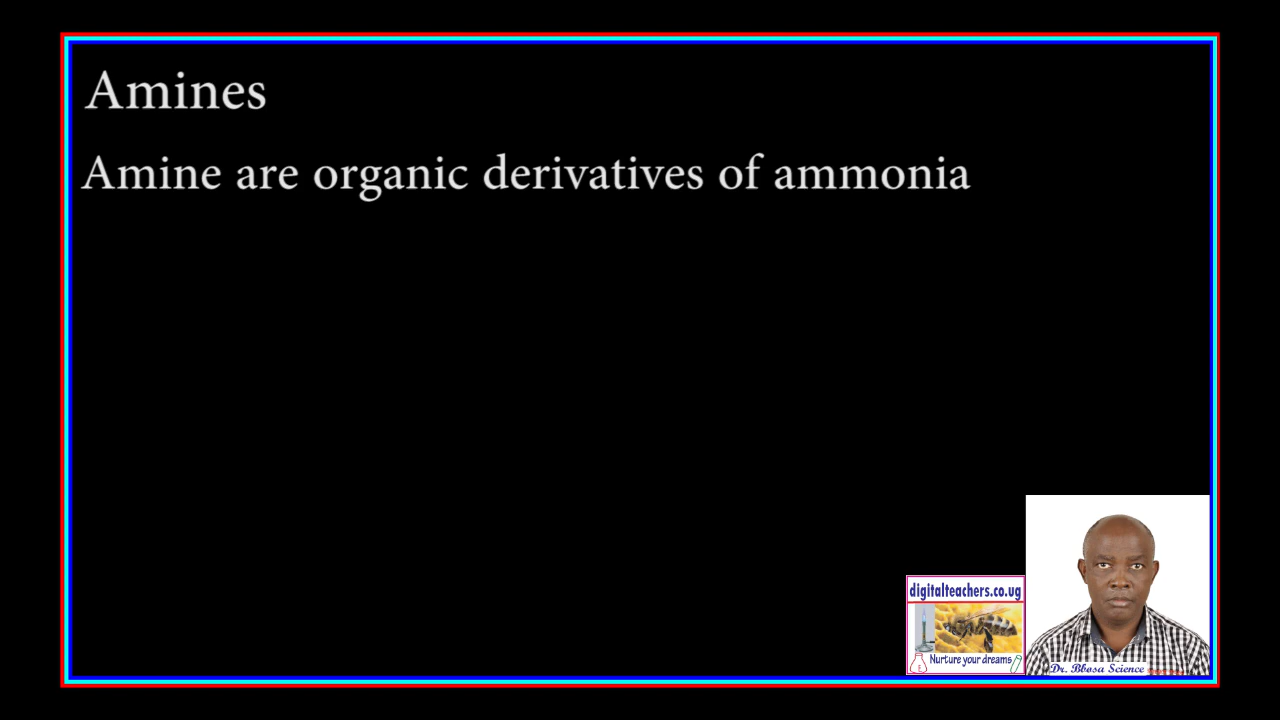 Amines
Amine are organic derivatives of ammonia
digitalteachers.co.ug
Nurture your dreams
Dr. Bbosa Science